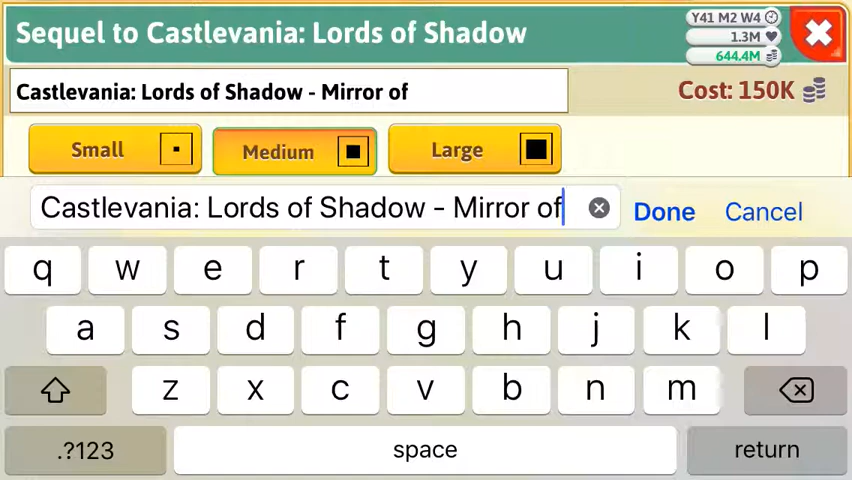 Sequel to Castlevania: Lords of Shadow
Y41 M2 W4
1.3M
644.4M
Castlevania: Lords of Shadow - Mirror of
Cost: 150K
Small
Medium
Large
Castlevania: Lords of Shadow - Mirror of
Done
Cancel
q w e r t y u i o p
a s d f g h j k l
z x c v b n m
.?123
space
return